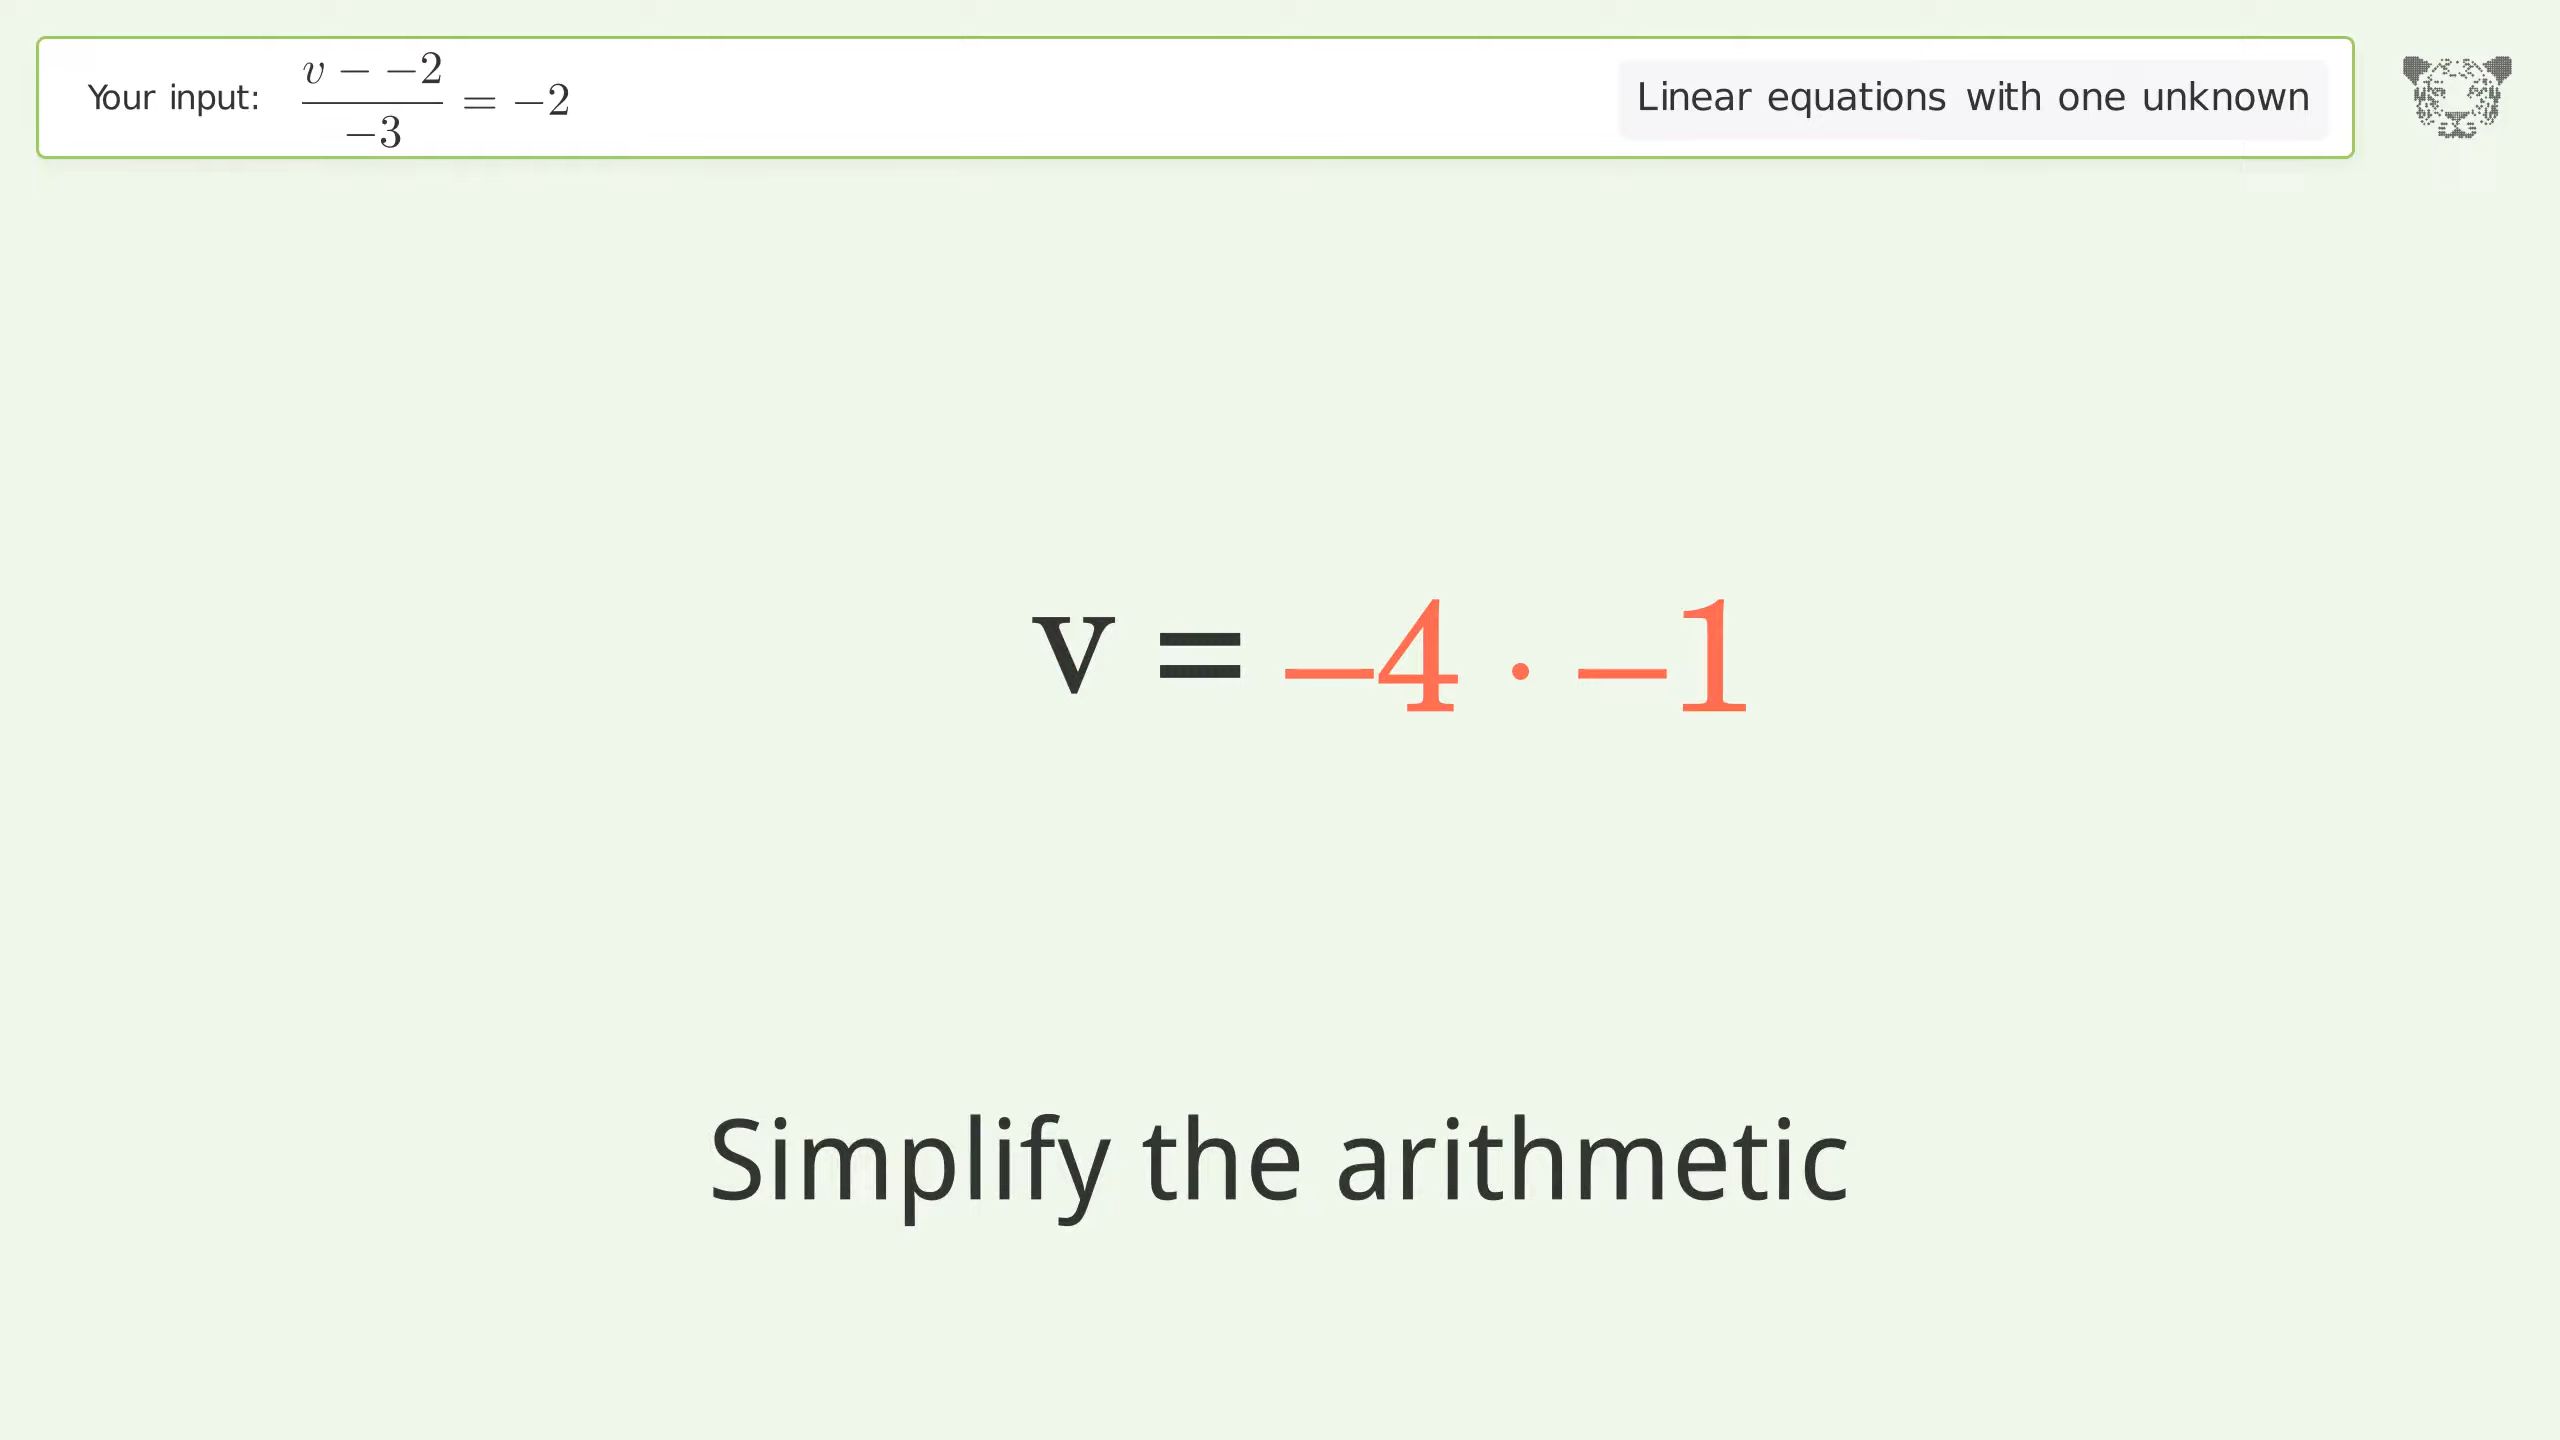 Your input: (v − −2)/−3 = −2
Linear equations with one unknown
v = −4 · −1
Simplify the arithmetic